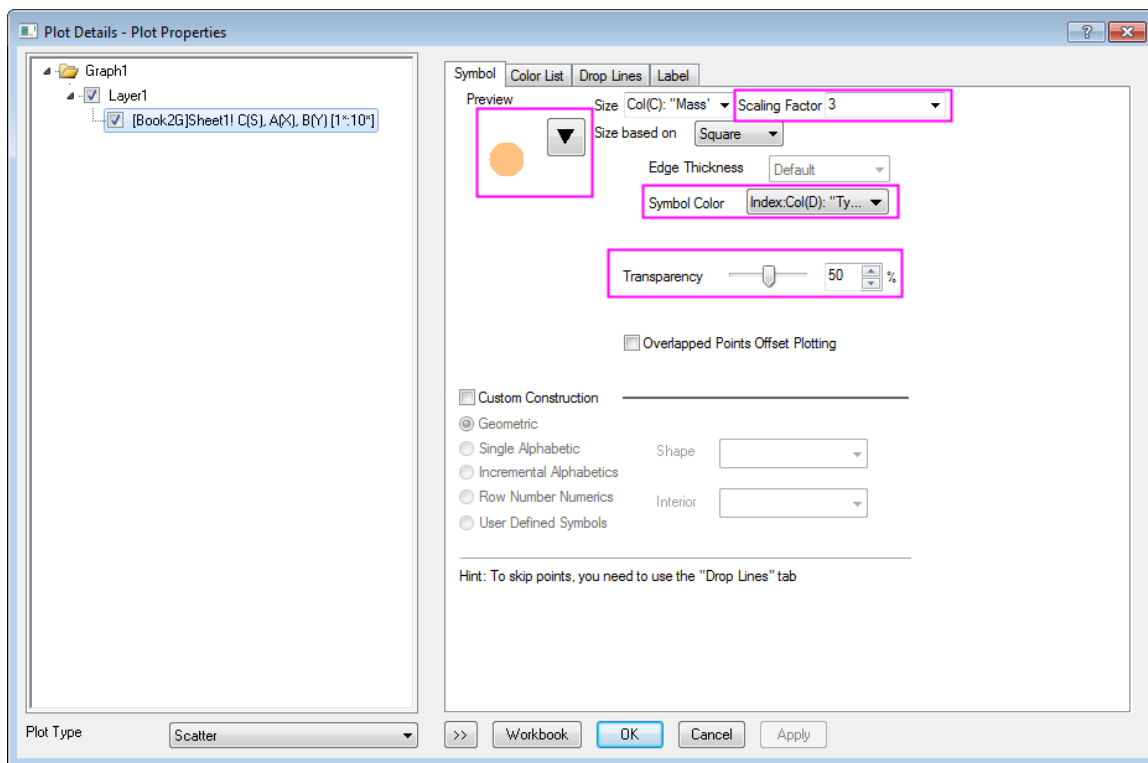 Plot Details - Plot Properties
Graph1
Layer1
[Book2G]Sheet1! C(S), A(X), B(Y) [1*:10*]
Symbol Color List Drop Lines Label
Preview
Size Col(C): "Mass' Scaling Factor 3
Size based on Square
Edge Thickness Default
Symbol Color Index:Col(D): "Ty...
Transparency 50 %
Overlapped Points Offset Plotting
Custom Construction
Geometric
Single Alphabetic Shape
Incremental Alphabetics
Row Number Numerics Interior
User Defined Symbols
Hint: To skip points, you need to use the "Drop Lines" tab
Plot Type Scatter >> Workbook OK Cancel Apply